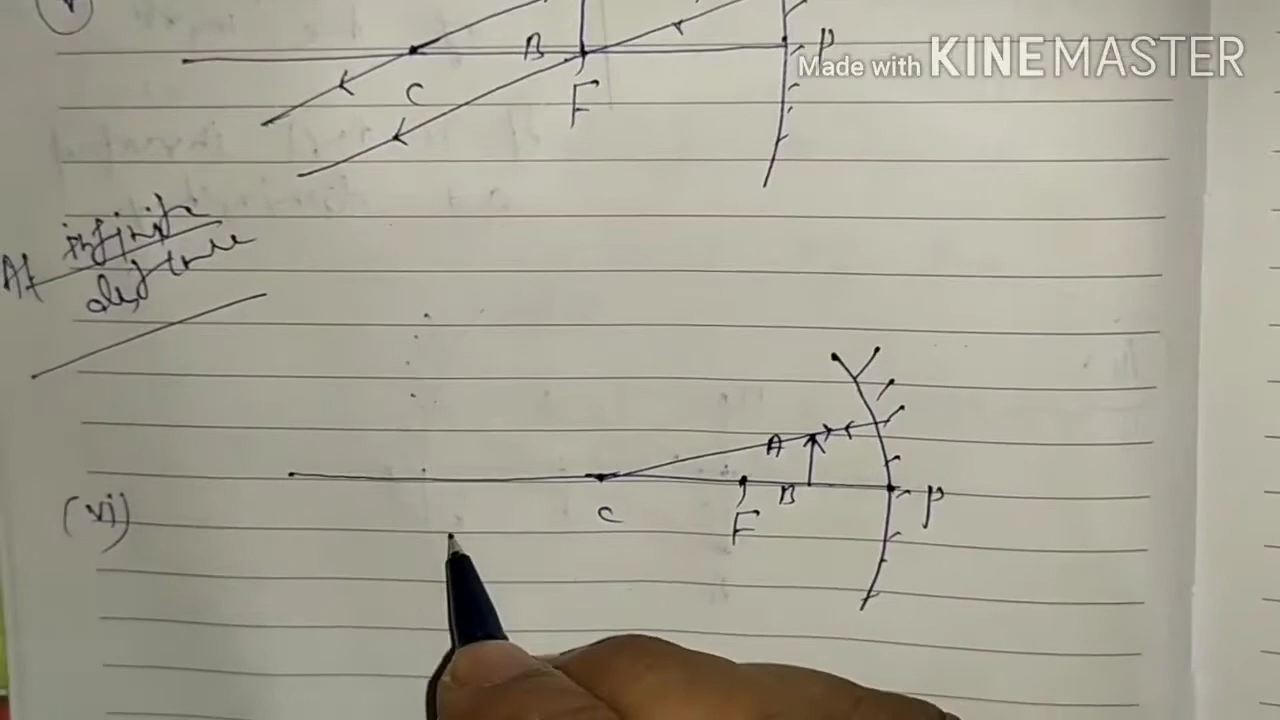 V
B
P
Made with KINEMASTER
C
F
At infinite
distance
A
(vi)
C
F
B
P